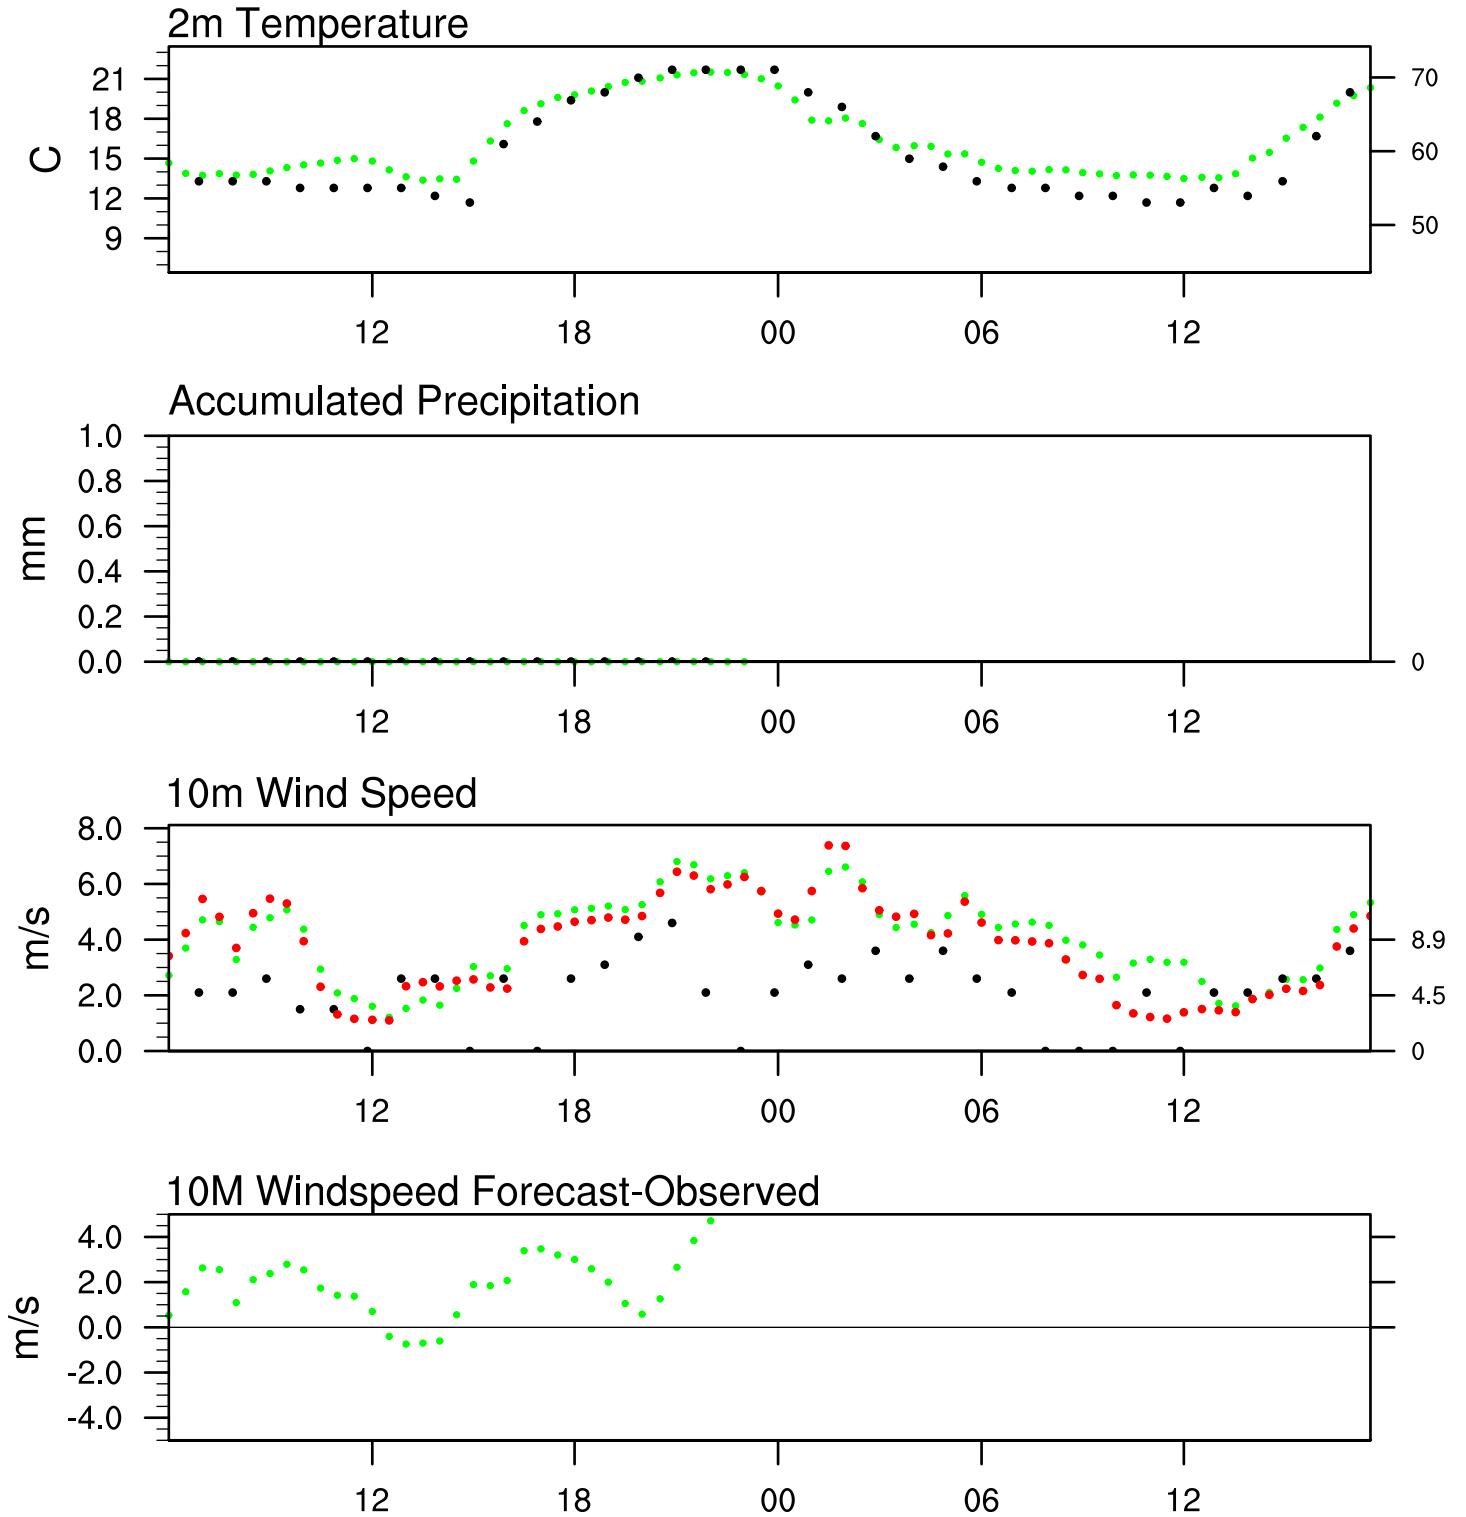 2m Temperature
21
18
15
12
9
C
70
60
50
12 18 00 06 12
Accumulated Precipitation
1.0
0.8
0.6
0.4
0.2
0.0
mm
0
12 18 00 06 12
10m Wind Speed
8.0
6.0
4.0
2.0
0.0
m/s
8.9
4.5
0
12 18 00 06 12
10M Windspeed Forecast-Observed
4.0
2.0
0.0
-2.0
-4.0
m/s
12 18 00 06 12